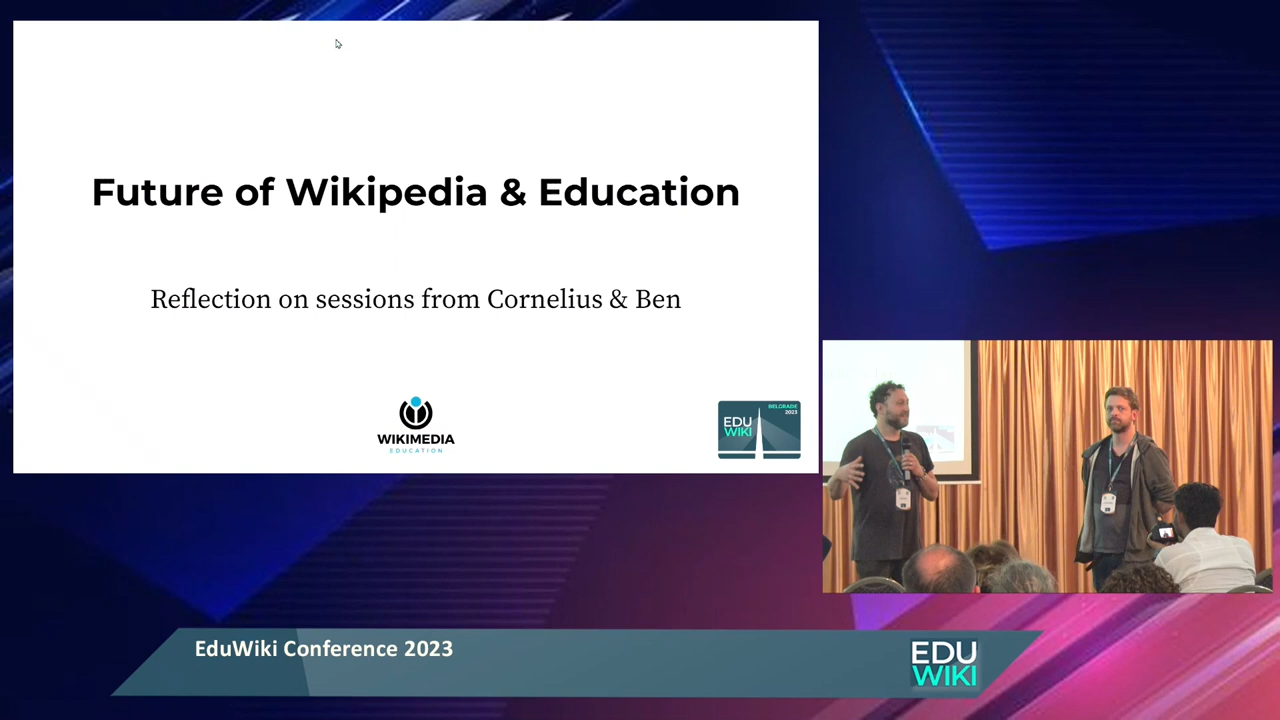 Future of Wikipedia & Education
Reflection on sessions from Cornelius & Ben
WIKIMEDIA
EDUCATION
BELGRADE
2023
EDU
WIKI
EduWiki Conference 2023
EDU
WIKI